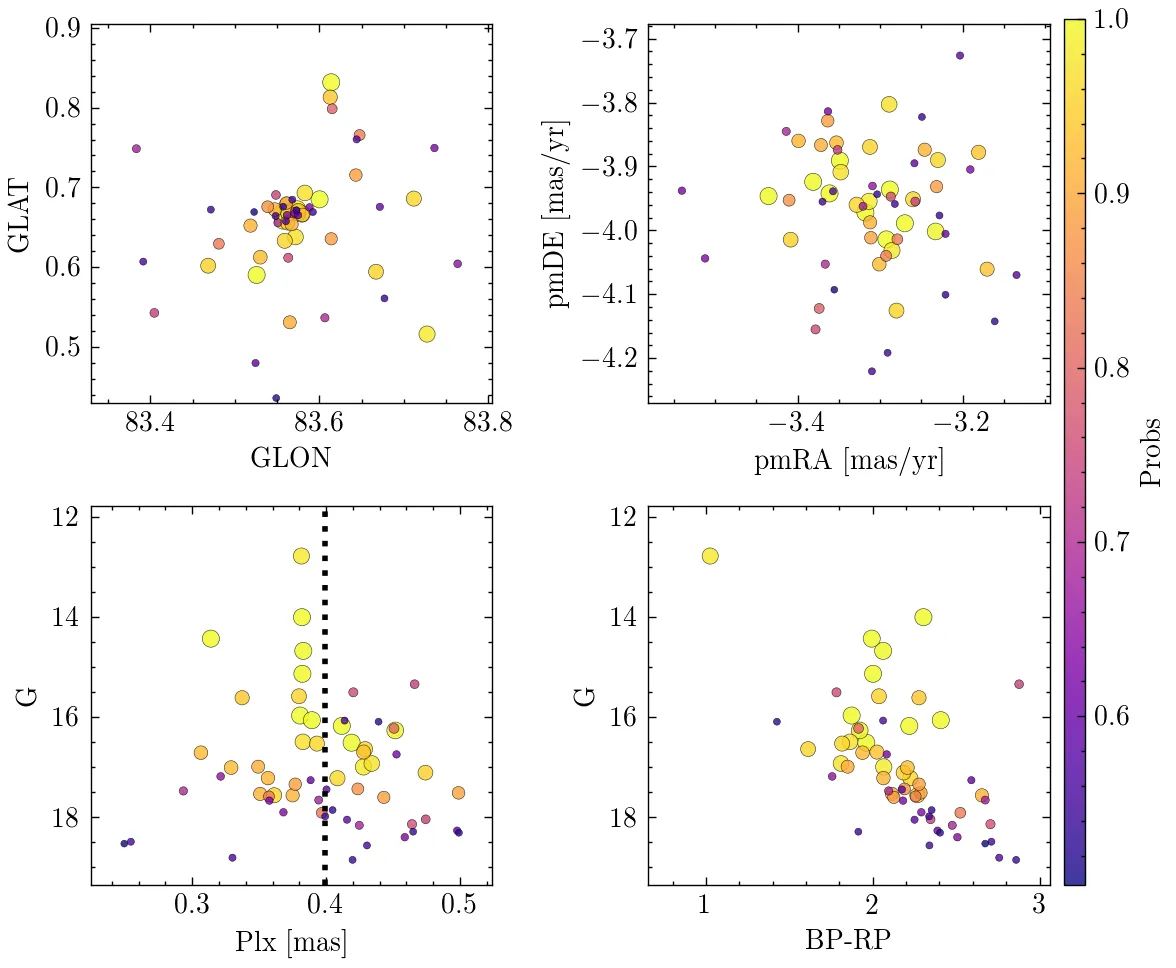 0.9
0.8
0.7
0.6
0.5
GLAT
83.4 83.6 83.8
GLON
−3.7
−3.8
−3.9
−4.0
−4.1
−4.2
pmDE [mas/yr]
−3.4 −3.2
pmRA [mas/yr]
12
14
16
18
G
0.3 0.4 0.5
Plx [mas]
12
14
16
18
G
1 2 3
BP-RP
1.0
0.9
0.8
0.7
0.6
Probs